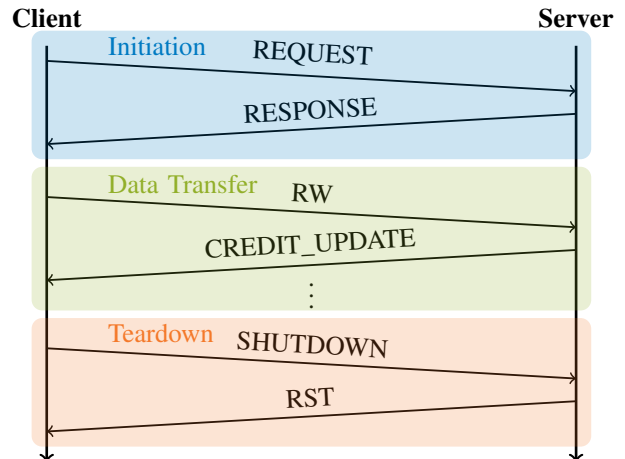 Client Server
Initiation REQUEST
RESPONSE
Data Transfer RW
CREDIT_UPDATE
⋮
Teardown SHUTDOWN
RST